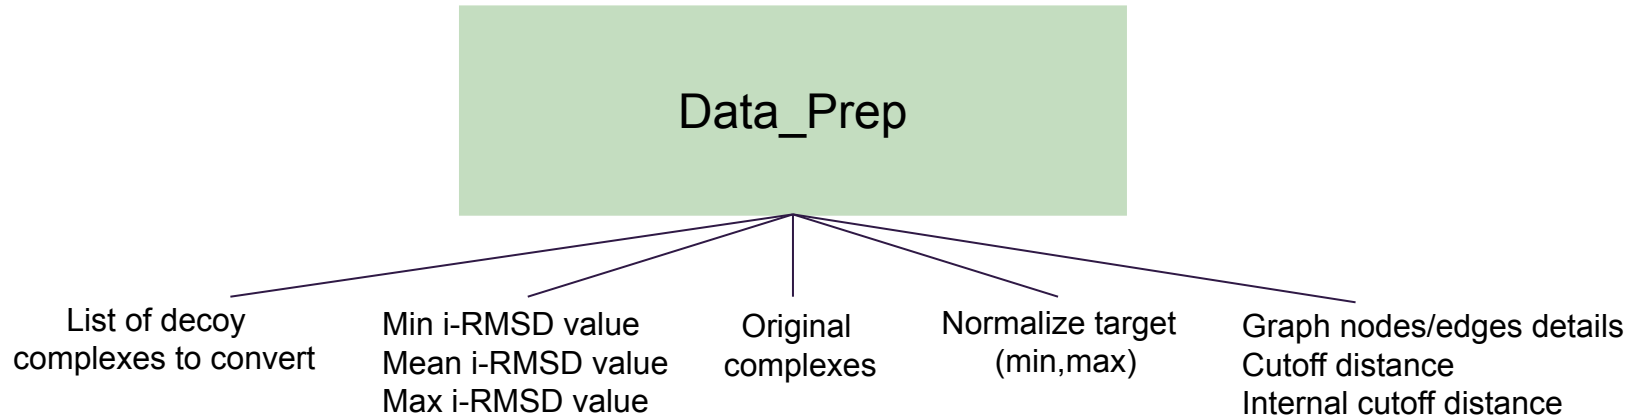 Data_Prep
List of decoy
complexes to convert
Min i-RMSD value
Mean i-RMSD value
Max i-RMSD value
Original
complexes
Normalize target
(min,max)
Graph nodes/edges details
Cutoff distance
Internal cutoff distance